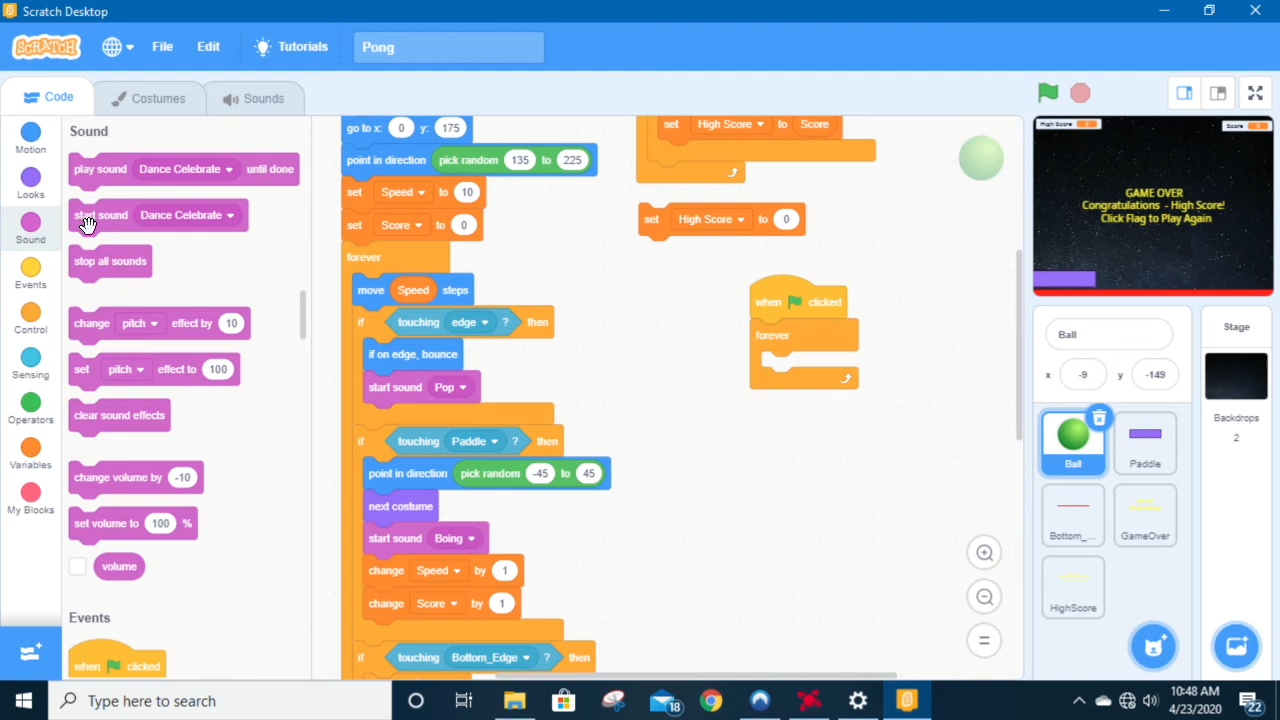 Scratch Desktop
SCRATCH File Edit Tutorials Pong
Code Costumes Sounds
Motion
Looks
Sound
Events
Control
Sensing
Operators
Variables
My Blocks
Sound
play sound Dance Celebrate until done
start sound Dance Celebrate
stop all sounds
change pitch effect by 10
set pitch effect to 100
clear sound effects
change volume by -10
set volume to 100 %
volume
Events
when clicked
go to x: 0 y: 175
point in direction pick random 135 to 225
set Speed to 10
set Score to 0
forever
move Speed steps
if touching edge ? then
if on edge, bounce
start sound Pop
if touching Paddle ? then
point in direction pick random -45 to 45
next costume
start sound Boing
change Speed by 1
change Score by 1
if touching Bottom_Edge ? then
set High Score to Score
set High Score to 0
when clicked
forever
High Score
Score
GAME OVER
Congratulations - High Score!
Click Flag to Play Again
Ball
x -9 y -149
Stage
Backdrops
2
Ball
Paddle
Bottom_...
GameOver
HighScore
Type here to search
18
10:48 AM
4/23/2020
22